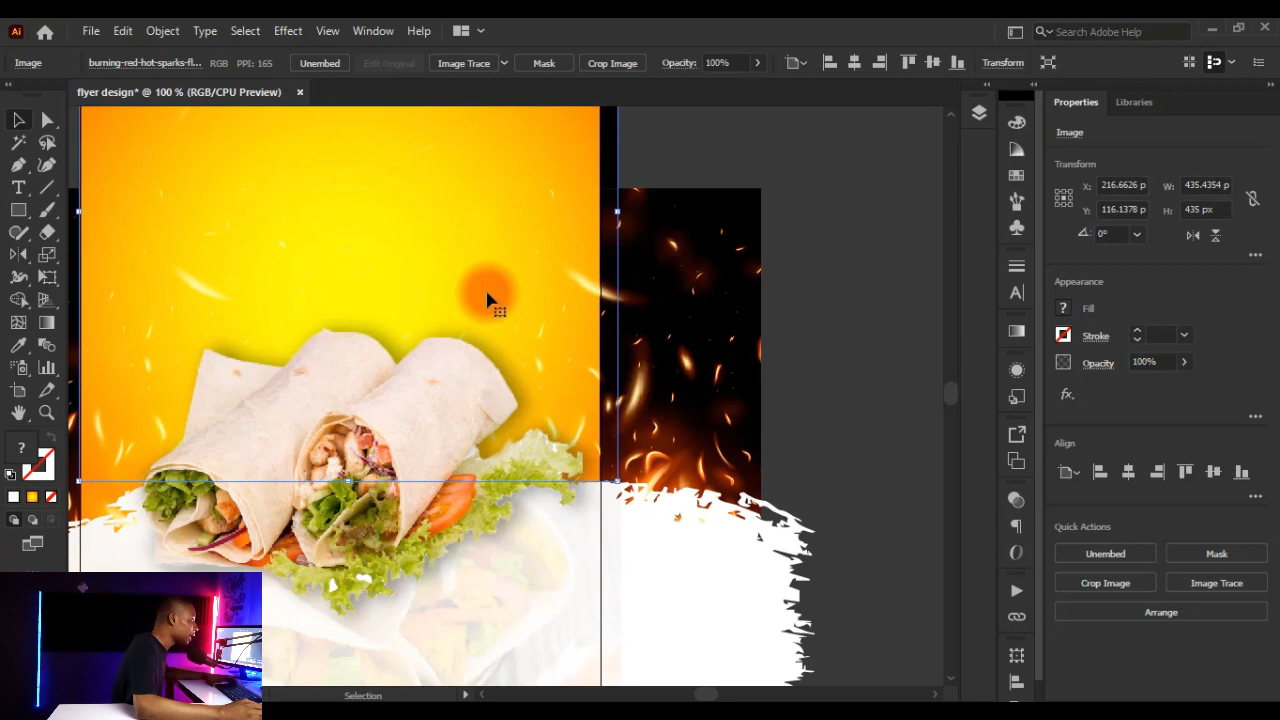 Ai File Edit Object Type Select Effect View Window Help Search Adobe Help
Image burning-red-hot-sparks-fl... RGB PPI: 165 Unembed Edit Original Image Trace Mask Crop Image Opacity: 100% Transform
flyer design* @ 100 % (RGB/CPU Preview) ×
Properties Libraries
Image
Transform
X: 216.6626 p W: 435.4354 p
Y: 116.1378 p H: 435 px
0°
Appearance
? Fill
Stroke
Opacity 100%
fx.
Align
Quick Actions
Unembed Mask
Crop Image Image Trace
Arrange
?
Selection